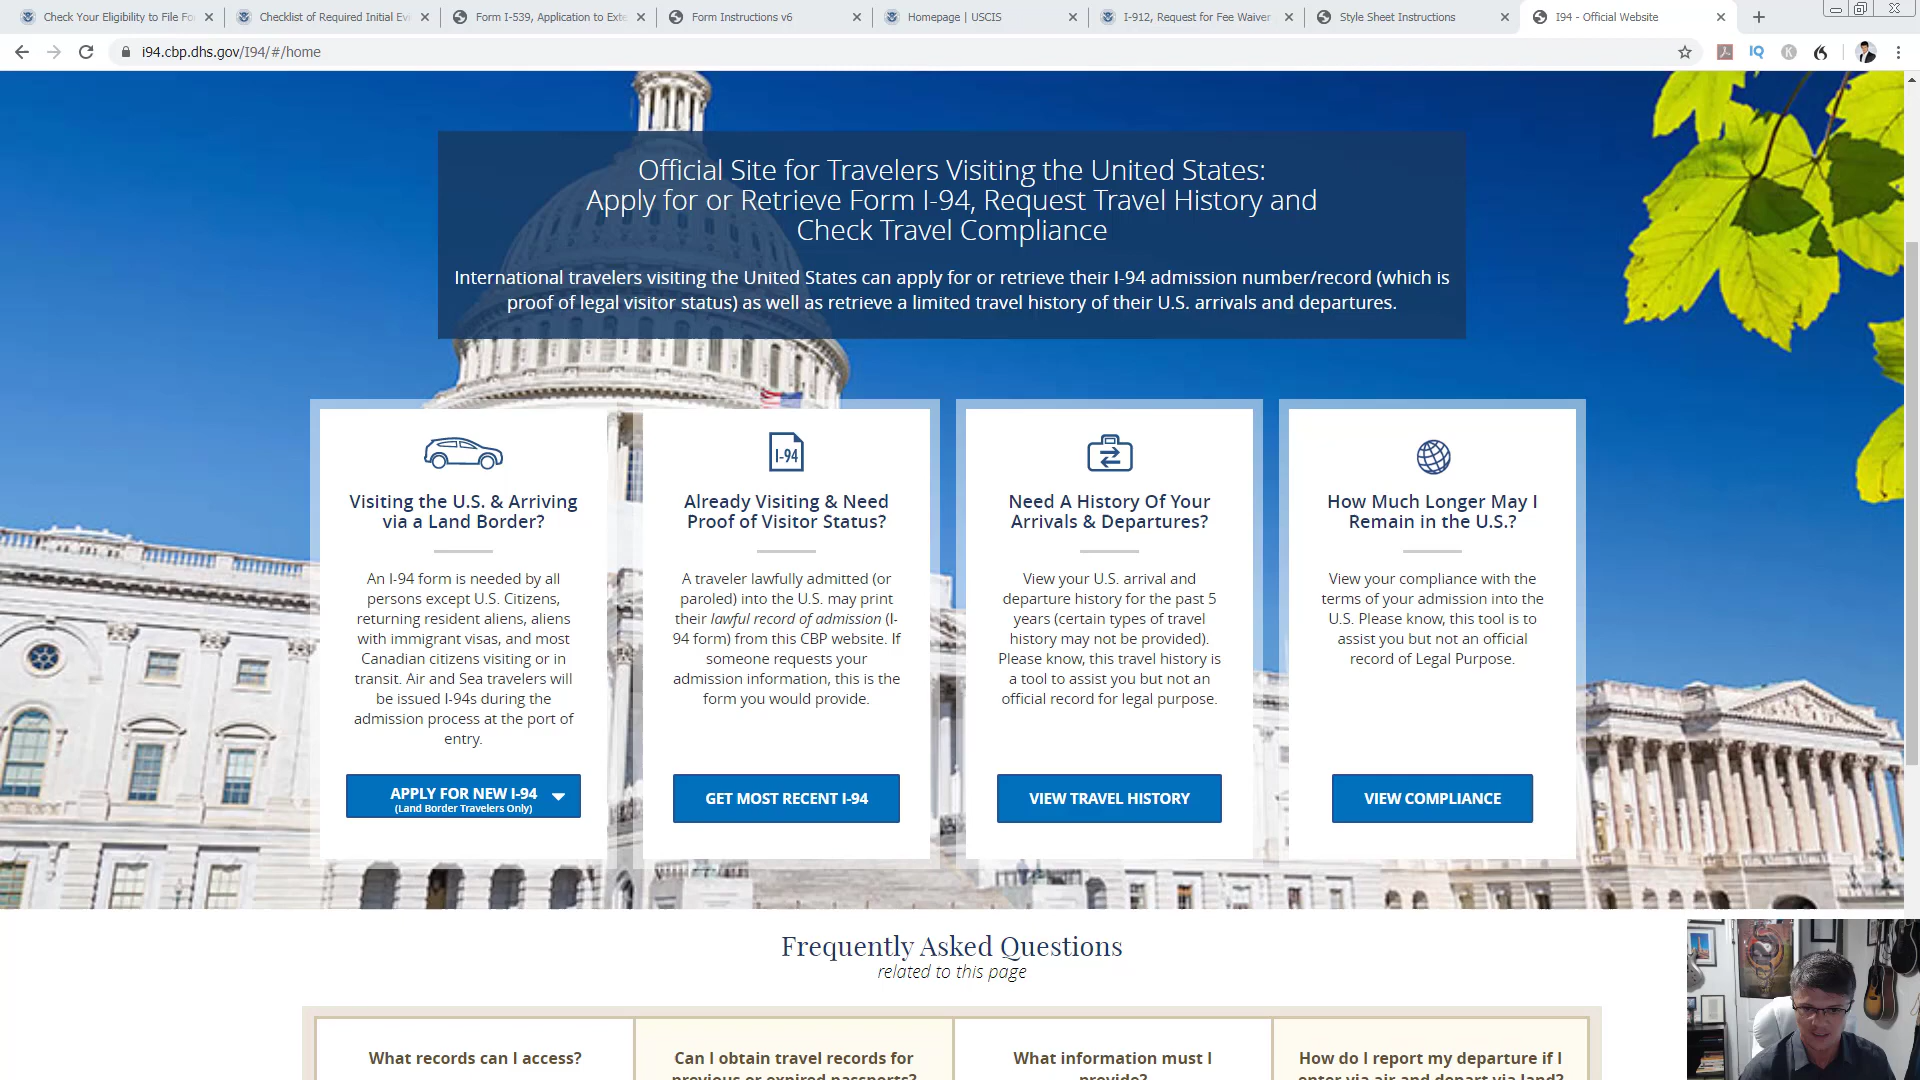 Check Your Eligibility to File Fo
Checklist of Required Initial Evi
Form I-539, Application to Exte
Form Instructions v6
Homepage | USCIS
I-912, Request for Fee Waiver
Style Sheet Instructions
I94 - Official Website
i94.cbp.dhs.gov/I94/#/home
IQ
K
Official Site for Travelers Visiting the United States:
Apply for or Retrieve Form I-94, Request Travel History and
Check Travel Compliance
International travelers visiting the United States can apply for or retrieve their I-94 admission number/record (which is
proof of legal visitor status) as well as retrieve a limited travel history of their U.S. arrivals and departures.
Visiting the U.S. & Arriving
via a Land Border?
An I-94 form is needed by all
persons except U.S. Citizens,
returning resident aliens, aliens
with immigrant visas, and most
Canadian citizens visiting or in
transit. Air and Sea travelers will
be issued I-94s during the
admission process at the port of
entry.
APPLY FOR NEW I-94
(Land Border Travelers Only)
I-94
Already Visiting & Need
Proof of Visitor Status?
A traveler lawfully admitted (or
paroled) into the U.S. may print
their lawful record of admission (I-
94 form) from this CBP website. If
someone requests your
admission information, this is the
form you would provide.
GET MOST RECENT I-94
Need A History Of Your
Arrivals & Departures?
View your U.S. arrival and
departure history for the past 5
years (certain types of travel
history may not be provided).
Please know, this travel history is
a tool to assist you but not an
official record for legal purpose.
VIEW TRAVEL HISTORY
How Much Longer May I
Remain in the U.S.?
View your compliance with the
terms of your admission into the
U.S. Please know, this tool is to
assist you but not an official
record of Legal Purpose.
VIEW COMPLIANCE
Frequently Asked Questions
related to this page
What records can I access?
Can I obtain travel records for
previous or expired passports?
What information must I
provide?
How do I report my departure if I
enter via air and depart via land?